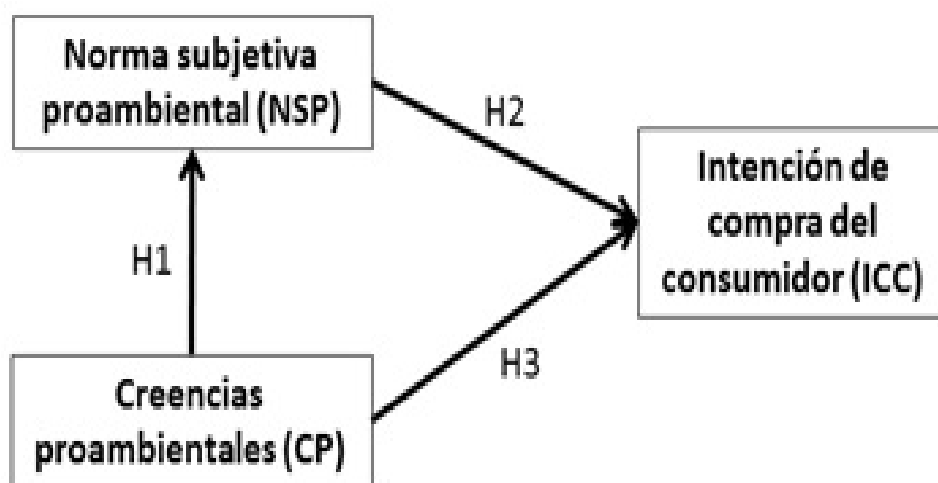 Norma subjetiva
proambiental (NSP)
H2
Intención de
compra del
consumidor (ICC)
H1
H3
Creencias
proambientales (CP)